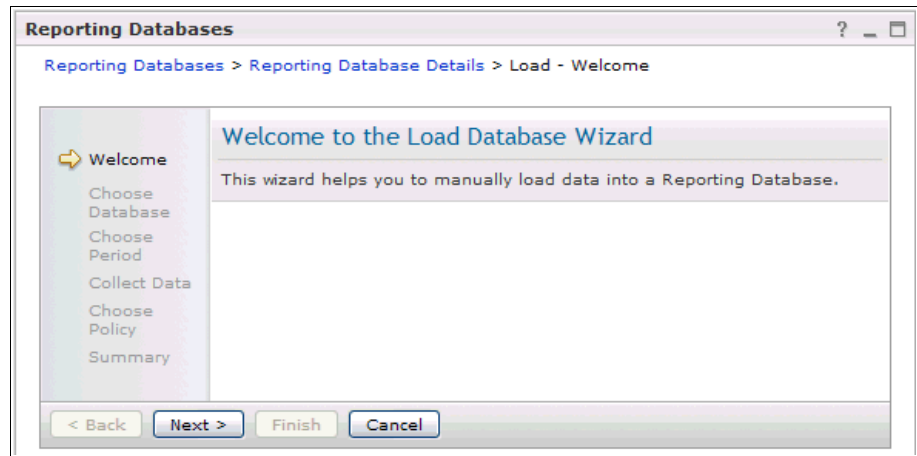 Reporting Databases ? _
Reporting Databases > Reporting Database Details > Load - Welcome
Welcome
Choose
Database
Choose
Period
Collect Data
Choose
Policy
Summary
Welcome to the Load Database Wizard
This wizard helps you to manually load data into a Reporting Database.
< Back Next > Finish Cancel